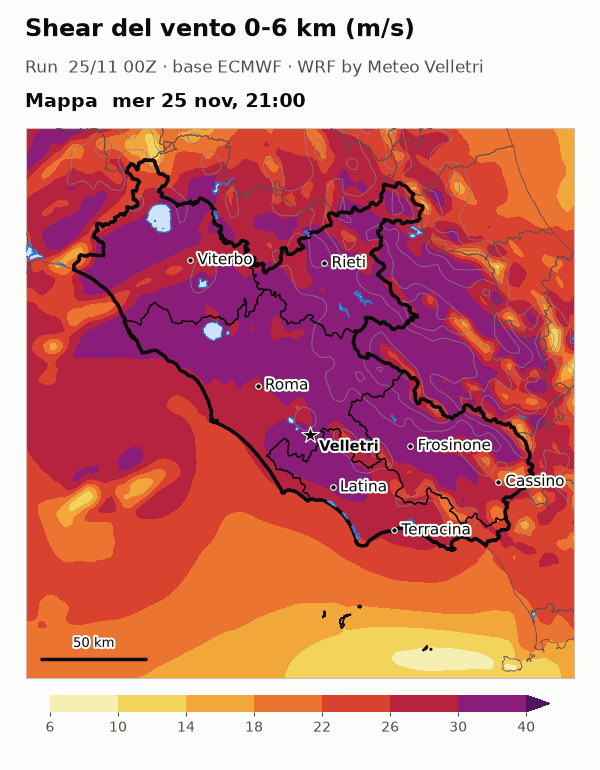 Shear del vento 0-6 km (m/s)
Run  25/11 00Z · base ECMWF · WRF by Meteo Velletri
Mappa  mer 25 nov, 21:00
Viterbo
Rieti
Roma
Velletri
Frosinone
Cassino
Latina
Terracina
50 km
6 10 14 18 22 26 30 40